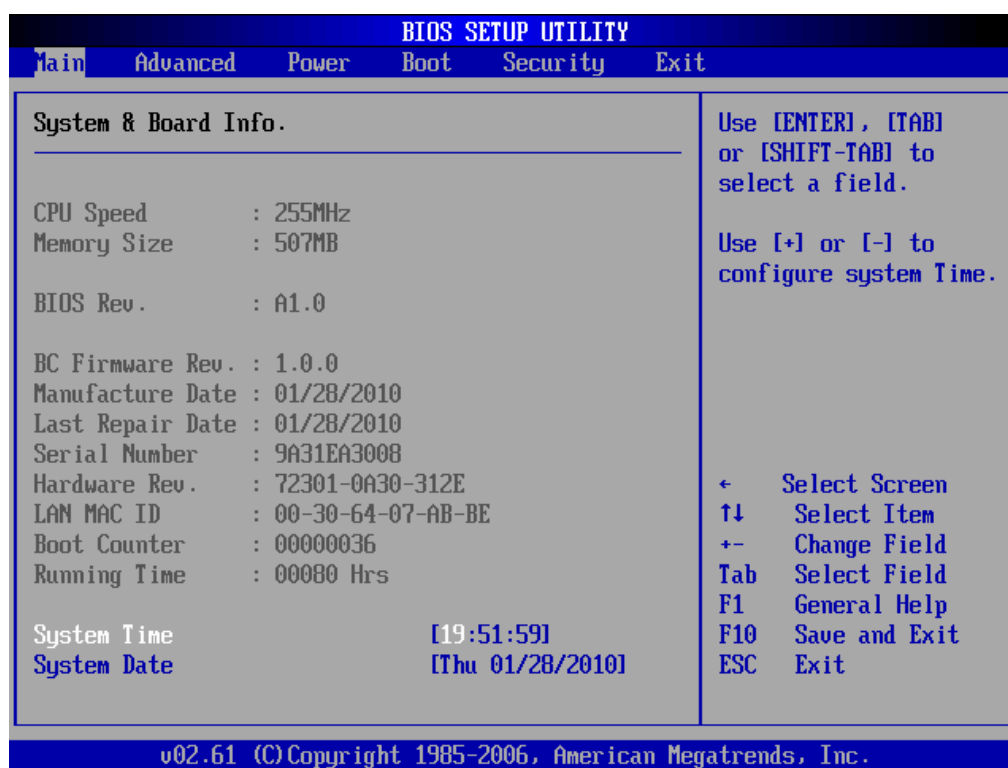 BIOS SETUP UTILITY
Main Advanced Power Boot Security Exit
System & Board Info.
CPU Speed : 255MHz
Memory Size : 507MB
BIOS Rev. : A1.0
BC Firmware Rev. : 1.0.0
Manufacture Date : 01/28/2010
Last Repair Date : 01/28/2010
Serial Number : 9A31EA3008
Hardware Rev. : 72301-0A30-312E
LAN MAC ID : 00-30-64-07-AB-BE
Boot Counter : 00000036
Running Time : 00080 Hrs
System Time [19:51:59]
System Date [Thu 01/28/2010]
Use [ENTER], [TAB]
or [SHIFT-TAB] to
select a field.
Use [+] or [-] to
configure system Time.
← Select Screen
↑↓ Select Item
+- Change Field
Tab Select Field
F1 General Help
F10 Save and Exit
ESC Exit
v02.61 (C)Copyright 1985-2006, American Megatrends, Inc.